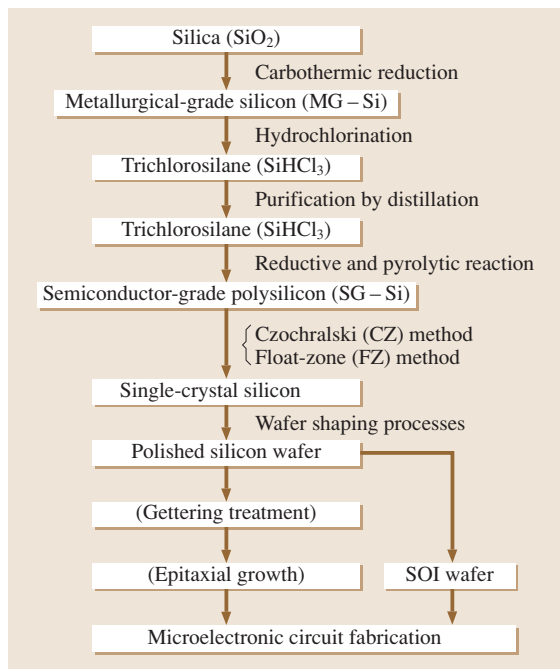 Silica (SiO₂)
Carbothermic reduction
Metallurgical-grade silicon (MG – Si)
Hydrochlorination
Trichlorosilane (SiHCl₃)
Purification by distillation
Trichlorosilane (SiHCl₃)
Reductive and pyrolytic reaction
Semiconductor-grade polysilicon (SG – Si)
Czochralski (CZ) method
Float-zone (FZ) method
Single-crystal silicon
Wafer shaping processes
Polished silicon wafer
(Gettering treatment)
(Epitaxial growth)
SOI wafer
Microelectronic circuit fabrication